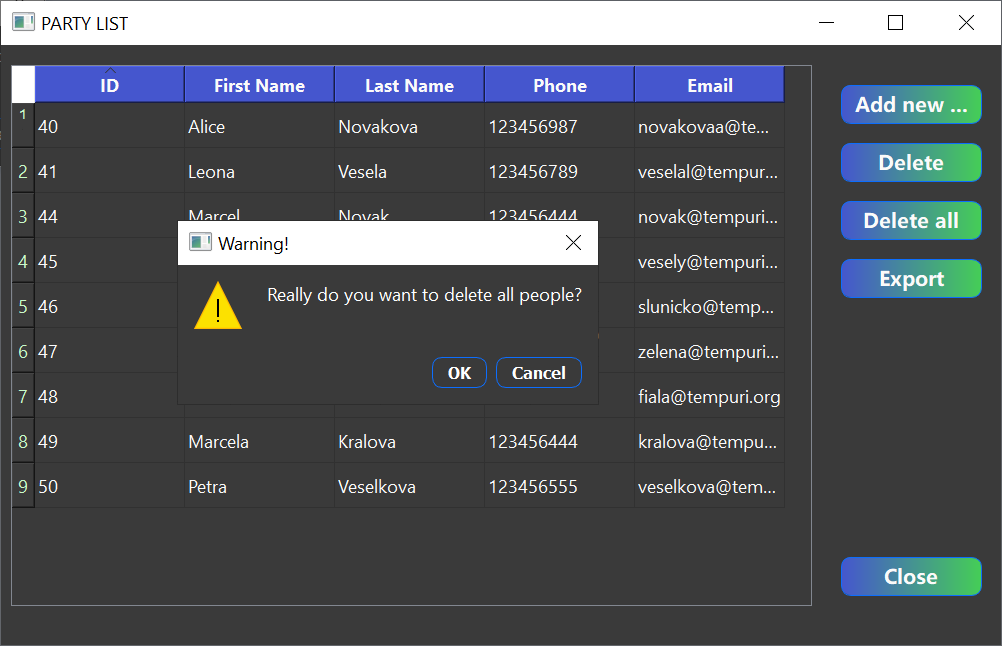 PARTY LIST
ID First Name Last Name Phone Email
1 40 Alice Novakova 123456987 novakovaa@te...
2 41 Leona Vesela 123456789 veselal@tempur...
3 44 Marcel Novak 123456444 novak@tempuri...
4 45 vesely@tempuri...
5 46 slunicko@temp...
6 47 zelena@tempuri...
7 48 fiala@tempuri.org
8 49 Marcela Kralova 123456444 kralova@tempu...
9 50 Petra Veselkova 123456555 veselkova@tem...
Warning!
Really do you want to delete all people?
!
OK Cancel
Add new ...
Delete
Delete all
Export
Close